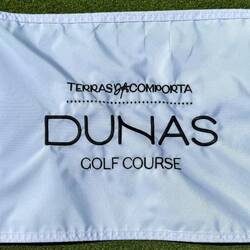 TERRAS DA COMPORTA
DUNAS
GOLF COURSE